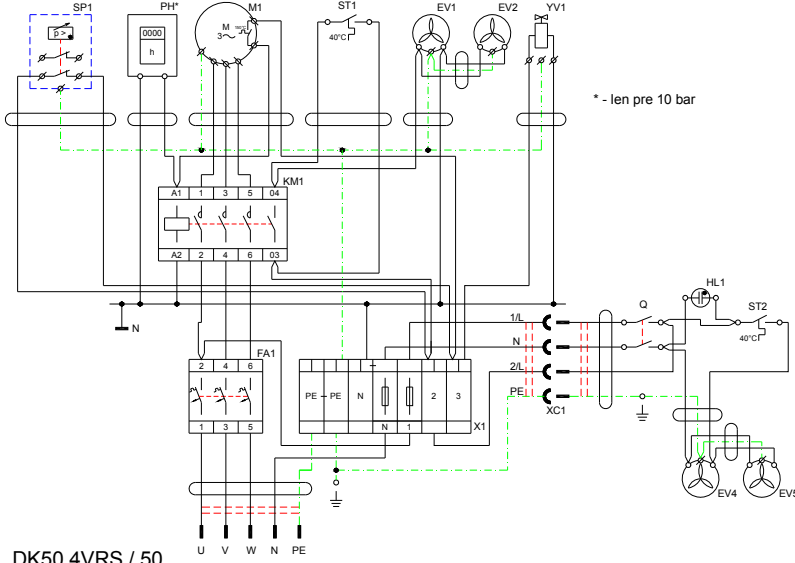 SP1 PH* M1 ST1 EV1 EV2 YV1
p > 0000 h M 3 160°C 40°C
* - len pre 10 bar
KM1
A1 1 3 5 04
A2 2 4 6 03
N
HL1
Q ST2
1/L
40°C
N
FA1
2/L
2 4 6
PE PE N 2 3
PE
XC1
N 1
X1
1 3 5
EV4 EV5
U V W N PE
DK50 4VRS / 50